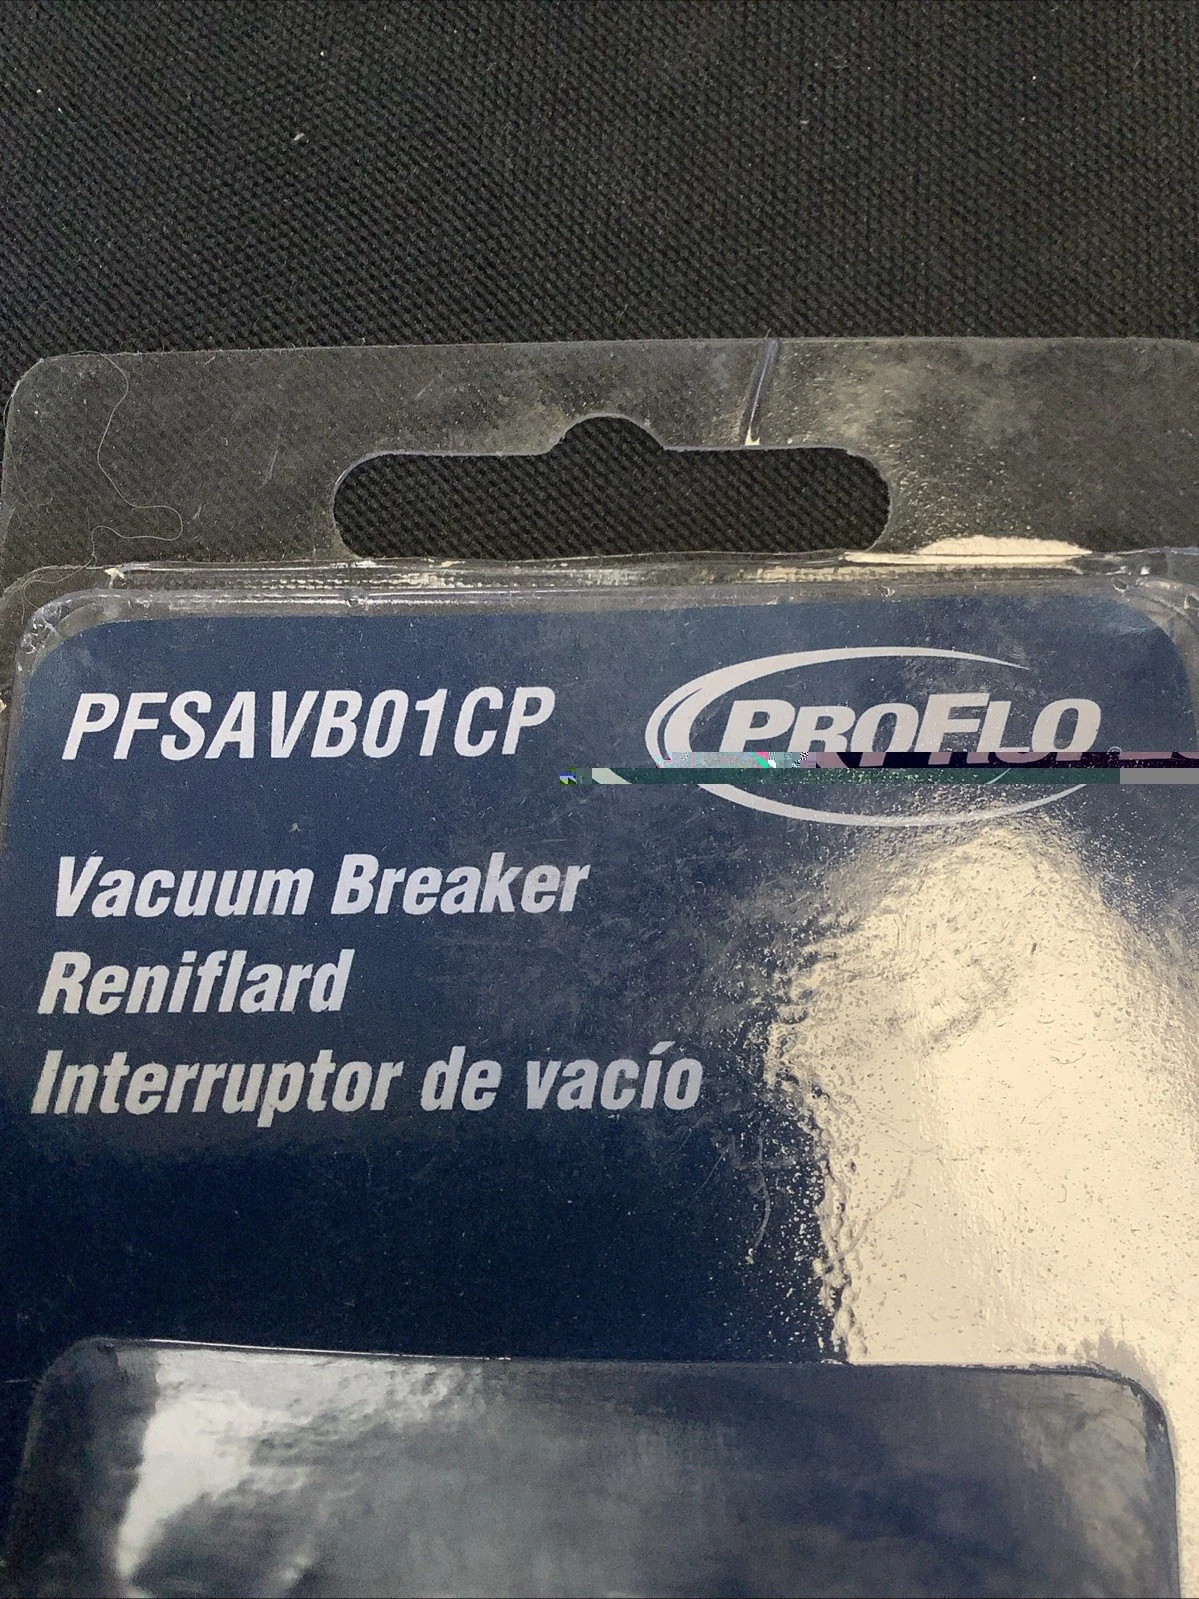 PFSAVB01CP
PROFLO
Vacuum Breaker
Reniflard
Interruptor de vacío